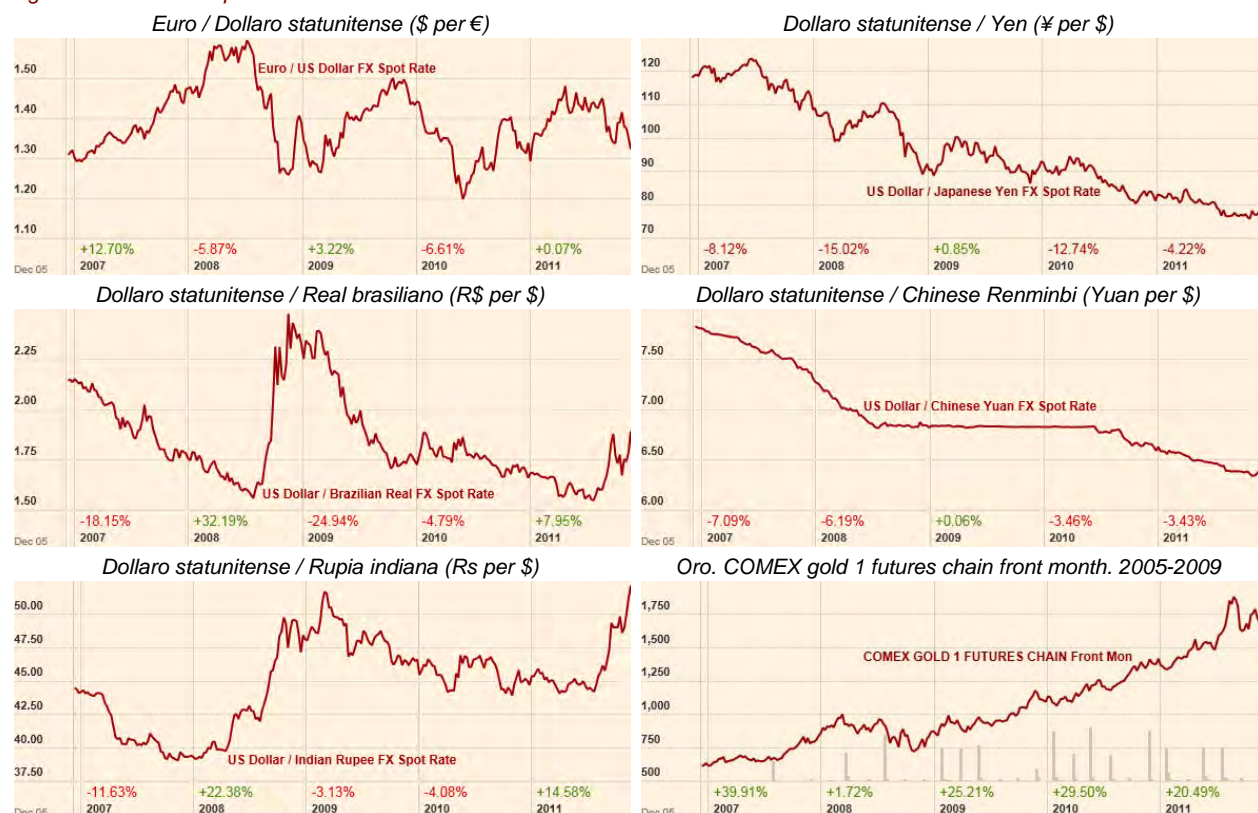 Euro / Dollaro statunitense ($ per €)
1.50
1.40
1.30
1.20
1.10
Euro / US Dollar FX Spot Rate
+12.70% -5.87% +3.22% -6.61% +0.07%
Dec 05 2007 2008 2009 2010 2011
Dollaro statunitense / Yen (¥ per $)
120
110
100
90
80
70
US Dollar / Japanese Yen FX Spot Rate
-8.12% -15.02% +0.85% -12.74% -4.22%
Dec 05 2007 2008 2009 2010 2011
Dollaro statunitense / Real brasiliano (R$ per $)
2.25
2.00
1.75
1.50
US Dollar / Brazilian Real FX Spot Rate
-18.15% +32.19% -24.94% -4.79% +7.95%
Dec 05 2007 2008 2009 2010 2011
Dollaro statunitense / Chinese Renminbi (Yuan per $)
7.50
7.00
6.50
6.00
US Dollar / Chinese Yuan FX Spot Rate
-7.09% -6.19% +0.06% -3.46% -3.43%
Dec 05 2007 2008 2009 2010 2011
Dollaro statunitense / Rupia indiana (Rs per $)
50.00
47.50
45.00
42.50
40.00
37.50
US Dollar / Indian Rupee FX Spot Rate
-11.63% +22.38% -3.13% -4.08% +14.58%
Dec 05 2007 2008 2009 2010 2011
Oro. COMEX gold 1 futures chain front month. 2005-2009
1,750
1,500
1,250
1,000
750
500
COMEX GOLD 1 FUTURES CHAIN Front Mon
+39.91% +1.72% +25.21% +29.50% +20.49%
Dec 05 2007 2008 2009 2010 2011